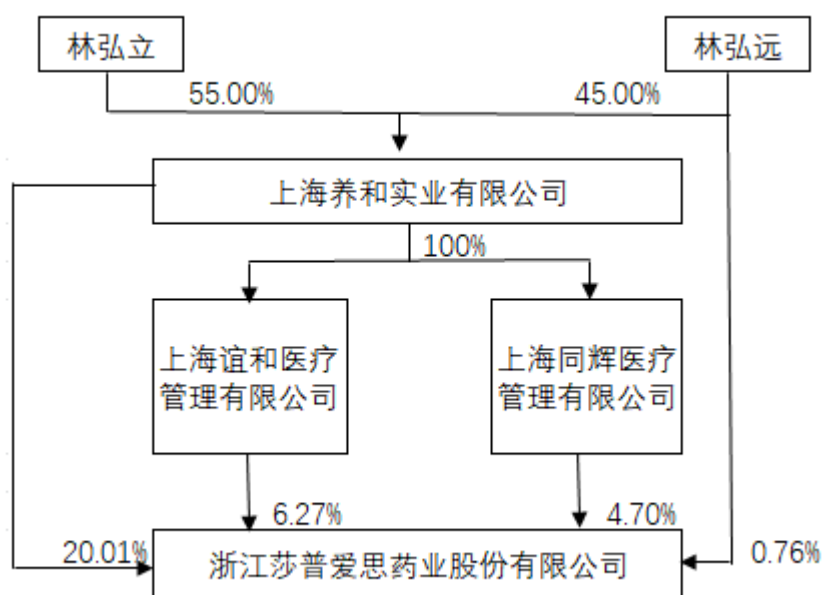 林弘立
林弘远
55.00%
45.00%
上海养和实业有限公司
100%
上海谊和医疗
管理有限公司
上海同辉医疗
管理有限公司
6.27%
4.70%
20.01%
浙江莎普爱思药业股份有限公司
0.76%